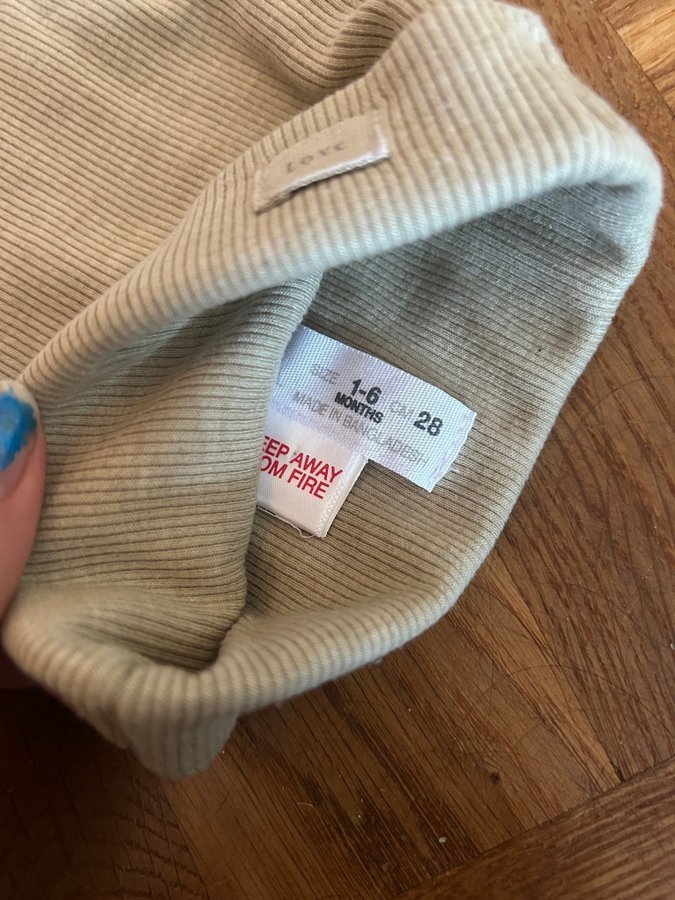 Love
SIZE 1-6 CM 28
MONTHS
MADE IN BANGLADESH
EEP AWAY
OM FIRE